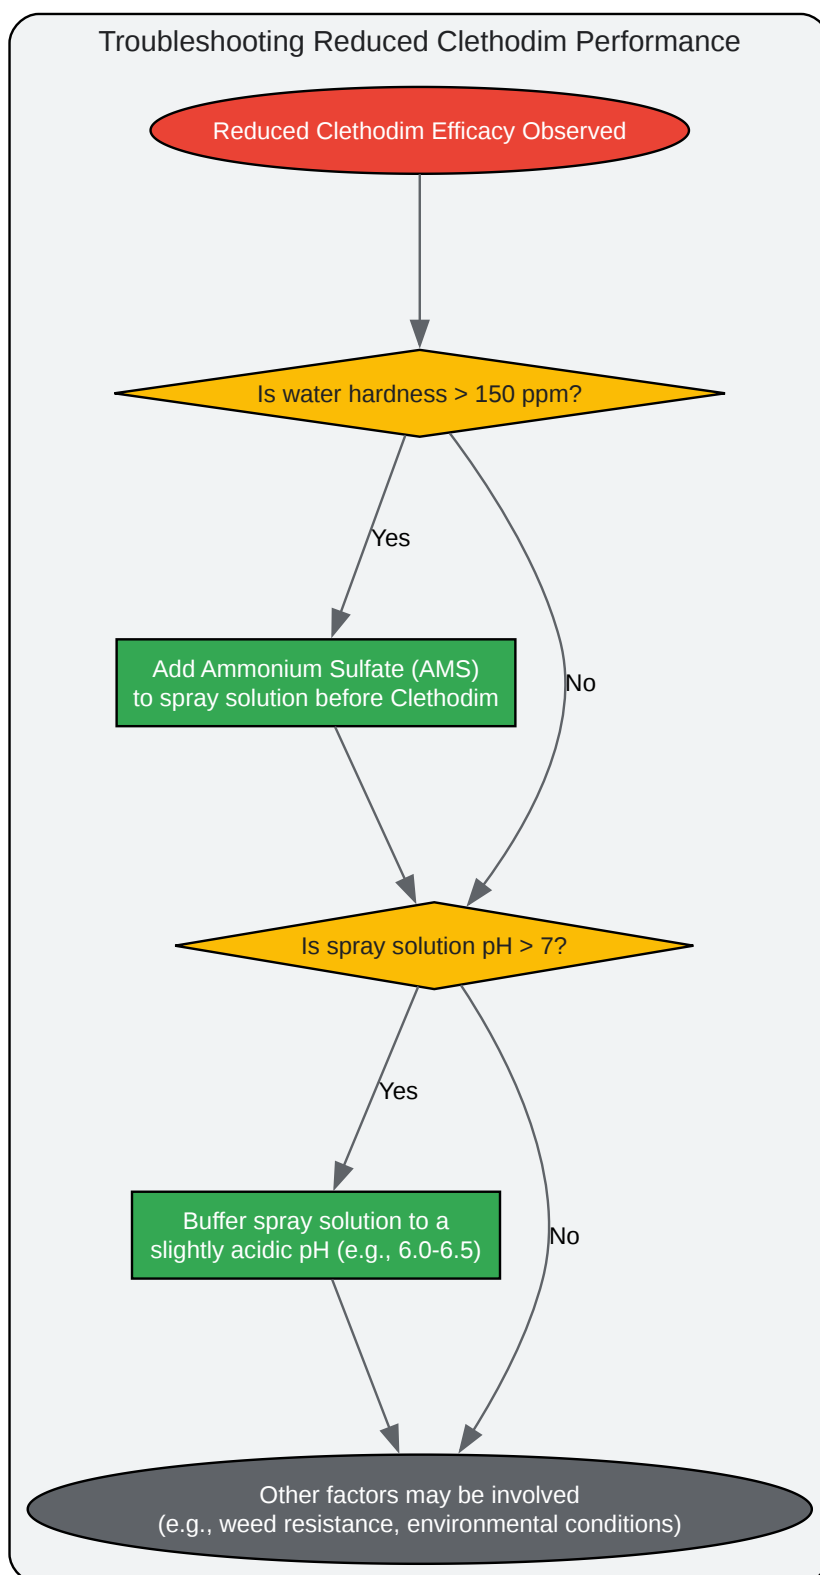 Troubleshooting Reduced Clethodim Performance
Reduced Clethodim Efficacy Observed
Is water hardness > 150 ppm?
Yes
Add Ammonium Sulfate (AMS)
to spray solution before Clethodim
No
Is spray solution pH > 7?
Yes
Buffer spray solution to a
slightly acidic pH (e.g., 6.0-6.5)
No
Other factors may be involved
(e.g., weed resistance, environmental conditions)